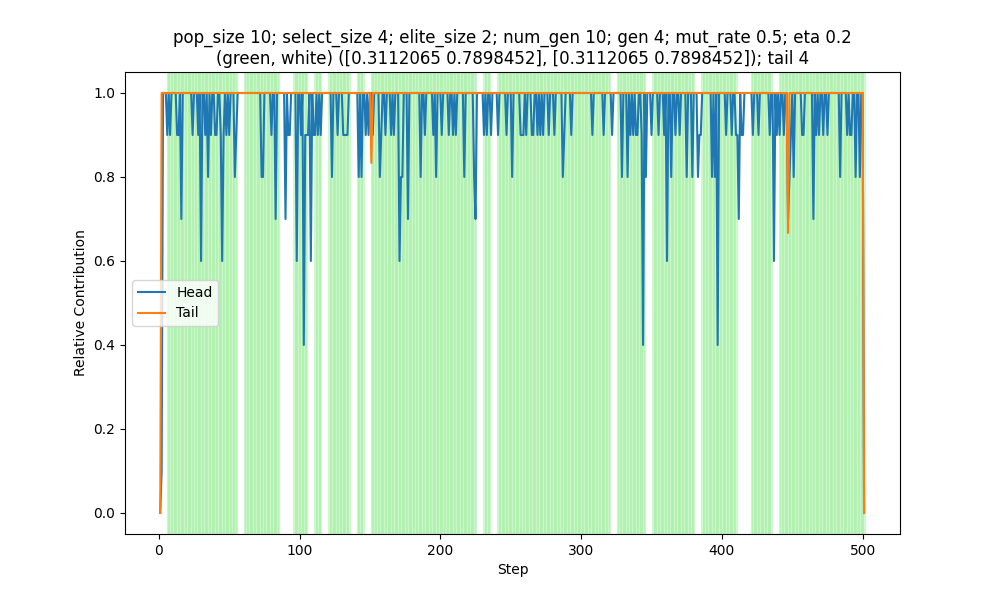 pop_size 10; select_size 4; elite_size 2; num_gen 10; gen 4; mut_rate 0.5; eta 0.2
(green, white) ([0.3112065 0.7898452], [0.3112065 0.7898452]); tail 4
1.0
0.8
0.6
0.4
0.2
0.0
Relative Contribution
Head
Tail
0
100
200
300
400
500
Step